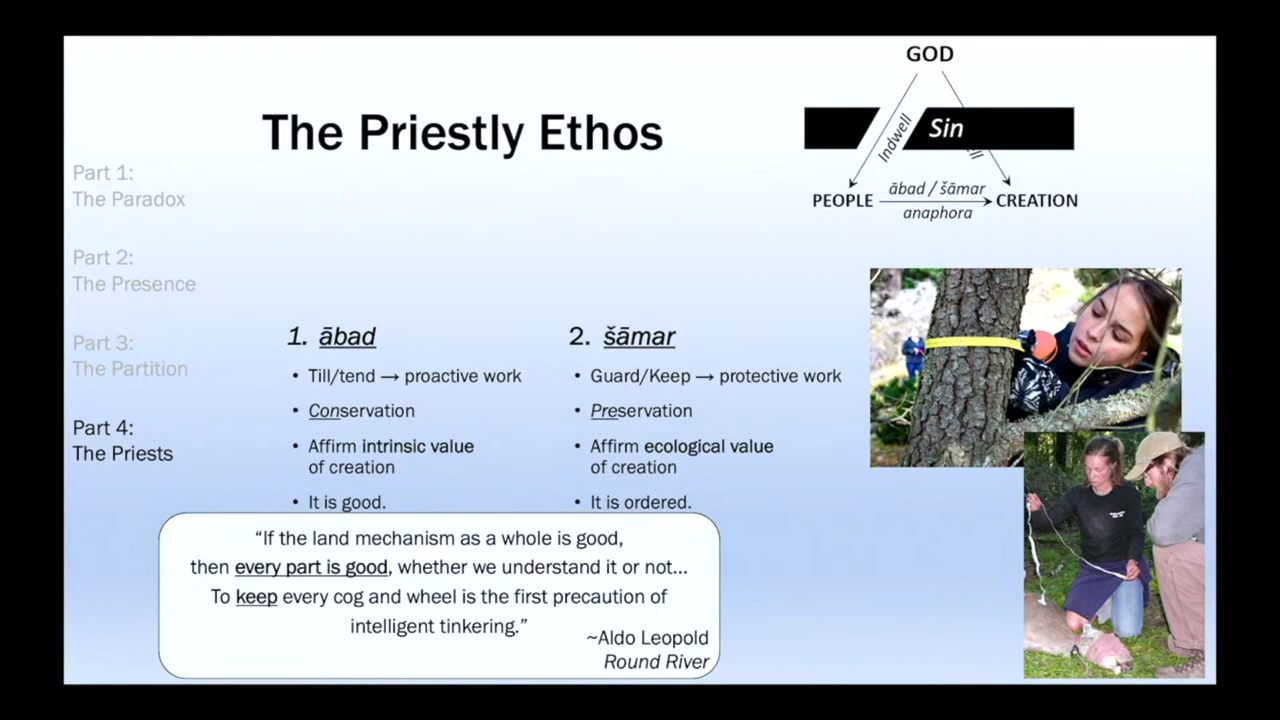 The Priestly Ethos
Part 1:
The Paradox
Part 2:
The Presence
Part 3:
The Partition
Part 4:
The Priests
GOD
Sin
Indwell
ell
PEOPLE
ābad / šāmar
anaphora
CREATION
1. ābad
• Till/tend → proactive work
• Conservation
• Affirm intrinsic value
of creation
• It is good.
2. šāmar
• Guard/Keep → protective work
• Preservation
• Affirm ecological value
of creation
• It is ordered.
“If the land mechanism as a whole is good,
then every part is good, whether we understand it or not...
To keep every cog and wheel is the first precaution of
intelligent tinkering.”
~Aldo Leopold
Round River